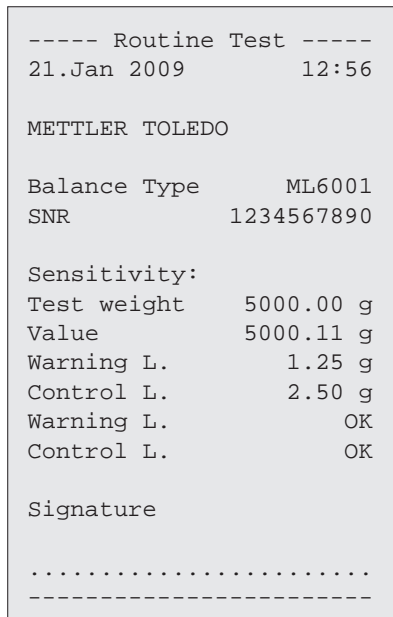 ----- Routine Test -----
21.Jan 2009 12:56
METTLER TOLEDO
Balance Type ML6001
SNR 1234567890
Sensitivity:
Test weight 5000.00 g
Value 5000.11 g
Warning L. 1.25 g
Control L. 2.50 g
Warning L. OK
Control L. OK
Signature
........................
------------------------